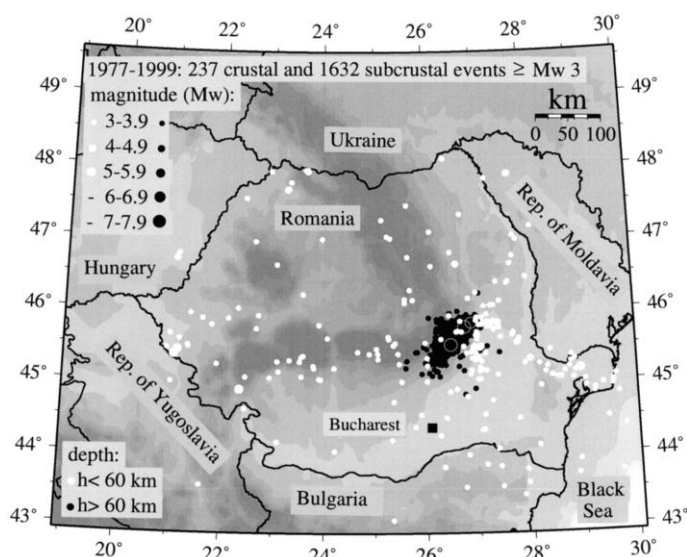 20 22 24 26 28 30
1977-1999: 237 crustal and 1632 subcrustal events ≥ Mw 3
magnitude (Mw):
3-3.9
4-4.9
5-5.9
- 6-6.9
- 7-7.9
km
0 50 100
Ukraine
Romania
Rep. of Moldavia
Hungary
Rep. of Yugoslavia
Bucharest
Bulgaria
Black
Sea
depth:
h< 60 km
h> 60 km
49°
48°
47°
46°
45°
44°
43°
49°
48°
47°
46°
45°
44°
43°
20 22 24 26 28 30